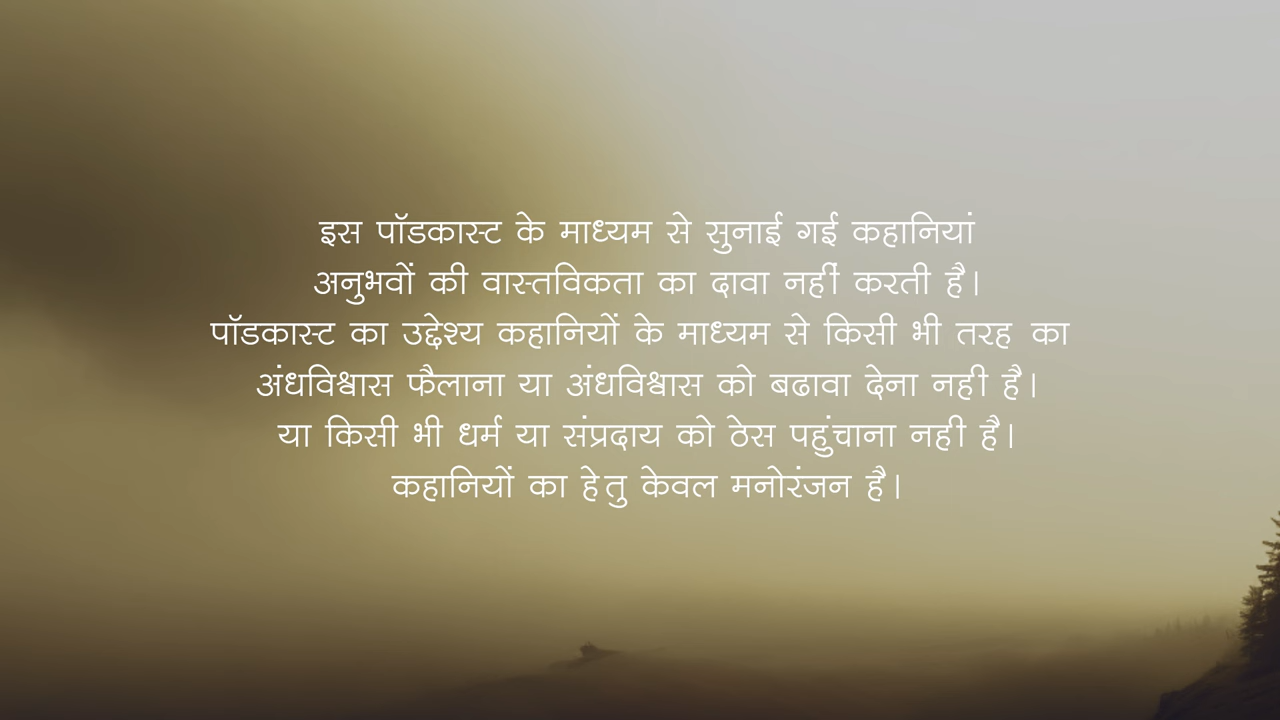 इस पॉडकास्ट के माध्यम से सुनाई गई कहानियां
अनुभवों की वास्तविकता का दावा नहीं करती है।
पॉडकास्ट का उद्देश्य कहानियों के माध्यम से किसी भी तरह का
अंधविश्वास फैलाना या अंधविश्वास को बढावा देना नही है।
या किसी भी धर्म या संप्रदाय को ठेस पहुंचाना नही है।
कहानियों का हेतु केवल मनोरंजन है।